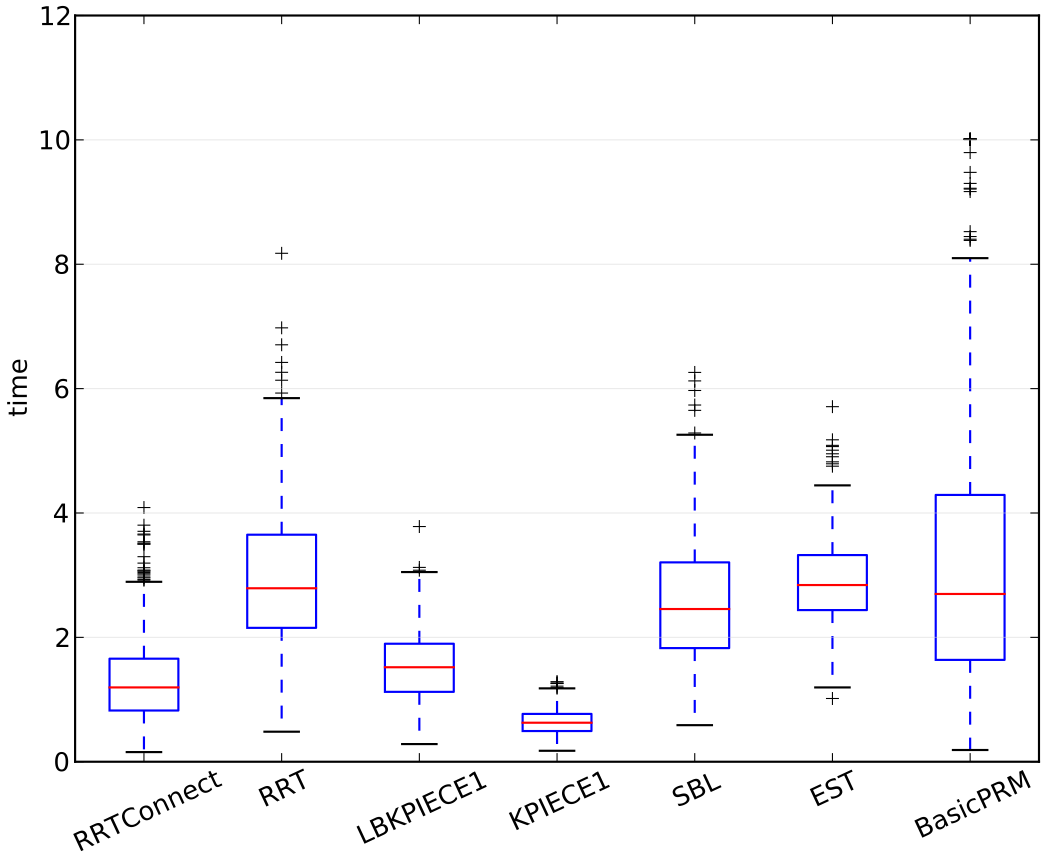 12
10
8
6
4
2
0
time
RRTConnect
RRT
LBKPIECE1
KPIECE1
SBL
EST
BasicPRM